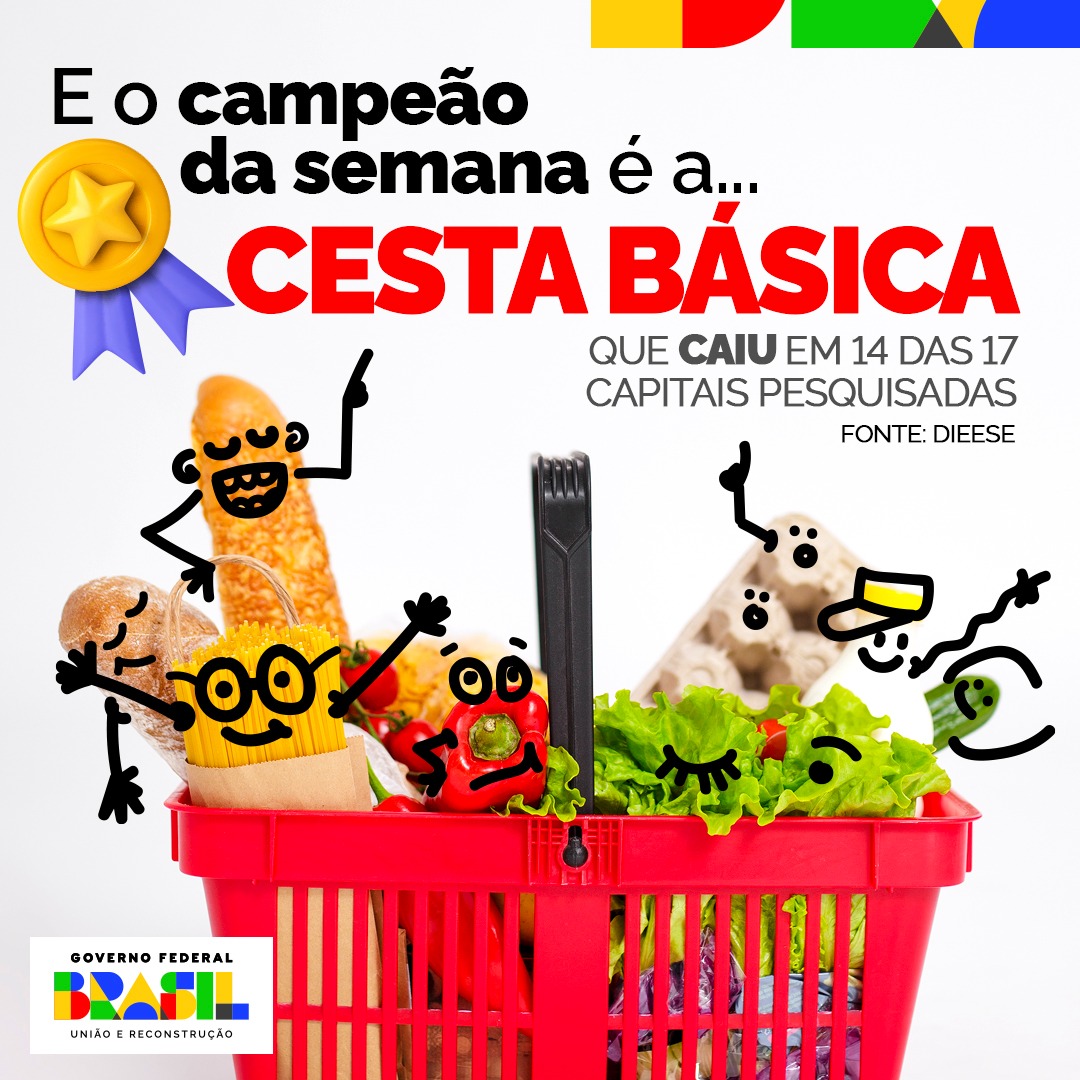 E o campeão
da semana é a...
CESTA BÁSICA
QUE CAIU EM 14 DAS 17
CAPITAIS PESQUISADAS
FONTE: DIEESE
GOVERNO FEDERAL
BRASIL
UNIÃO E RECONSTRUÇÃO